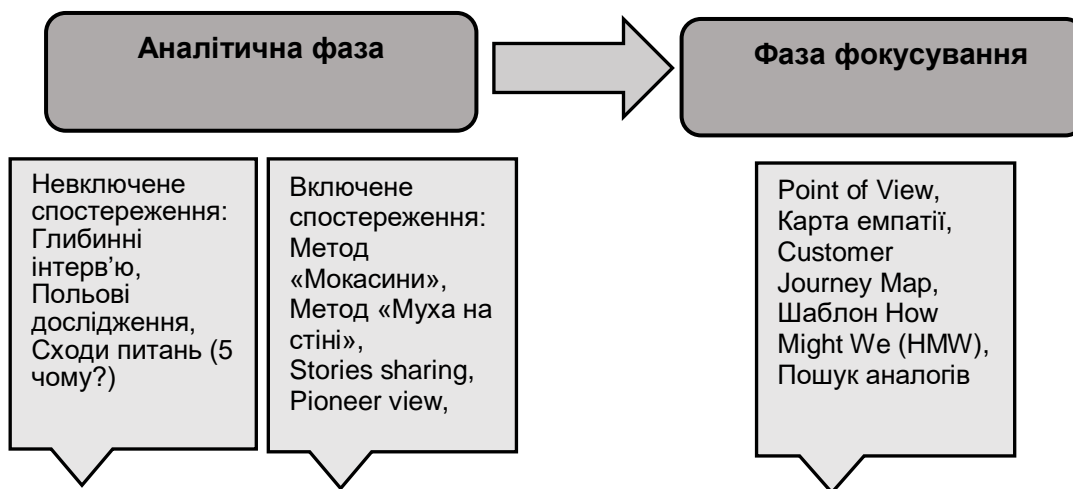 Аналітична фаза
Фаза фокусування
Невключене
спостереження:
Глибинні
інтерв’ю,
Польові
дослідження,
Сходи питань (5
чому?)
Включене
спостереження:
Метод
«Мокасини»,
Метод «Муха на
стіні»,
Stories sharing,
Pioneer view,
Point of View,
Карта емпатії,
Customer
Journey Map,
Шаблон How
Might We (HMW),
Пошук аналогів